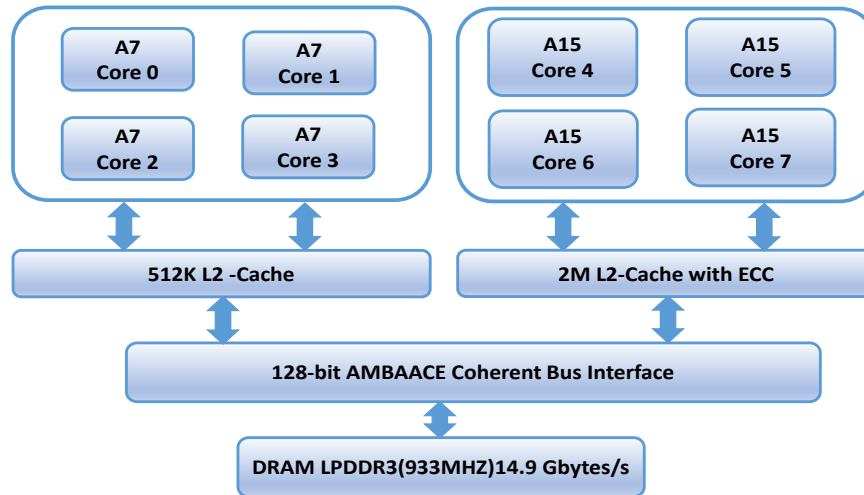 A7
Core 0
A7
Core 1
A15
Core 4
A15
Core 5
A7
Core 2
A7
Core 3
A15
Core 6
A15
Core 7
512K L2 -Cache
2M L2-Cache with ECC
128-bit AMBAACE Coherent Bus Interface
DRAM LPDDR3(933MHZ)14.9 Gbytes/s